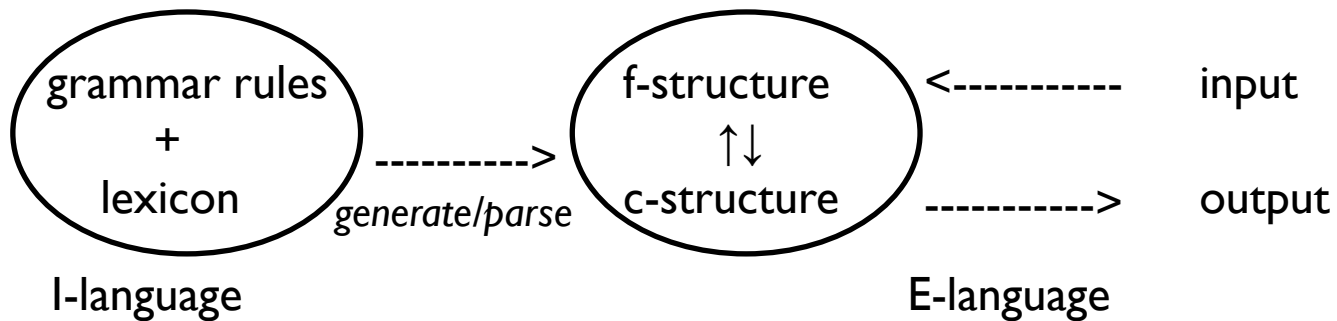 grammar rules
+
lexicon
---------->
generate/parse
f-structure
↑↓
c-structure
<----------- input
-----------> output
I-language
E-language